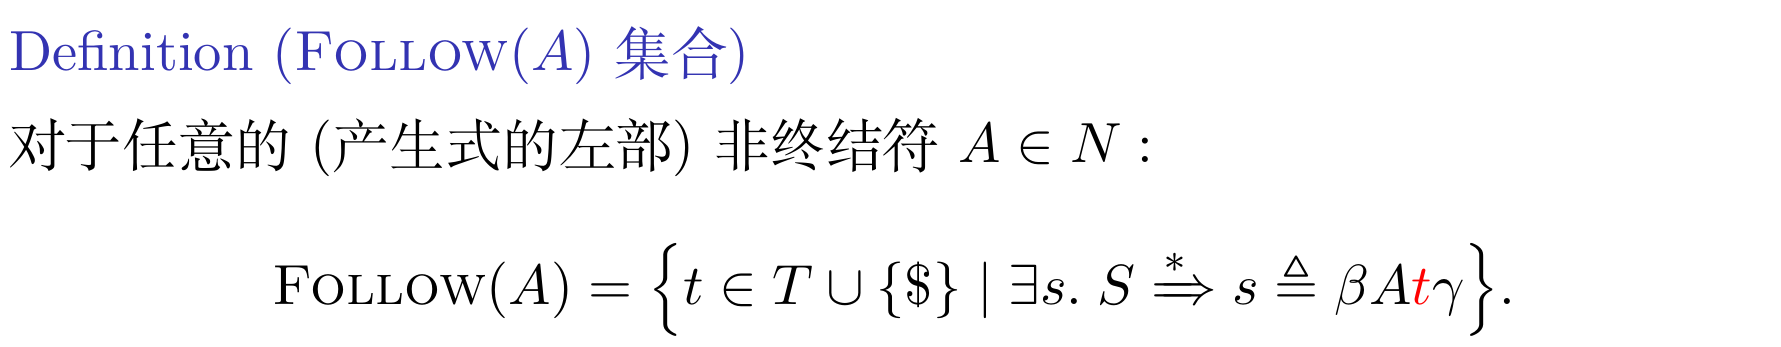 Definition (FOLLOW(A) 集合)
对于任意的 (产生式的左部) 非终结符 A ∈ N :
FOLLOW(A) = {t ∈ T ∪ {$} | ∃s. S ⇒* s ≜ βAtγ}.